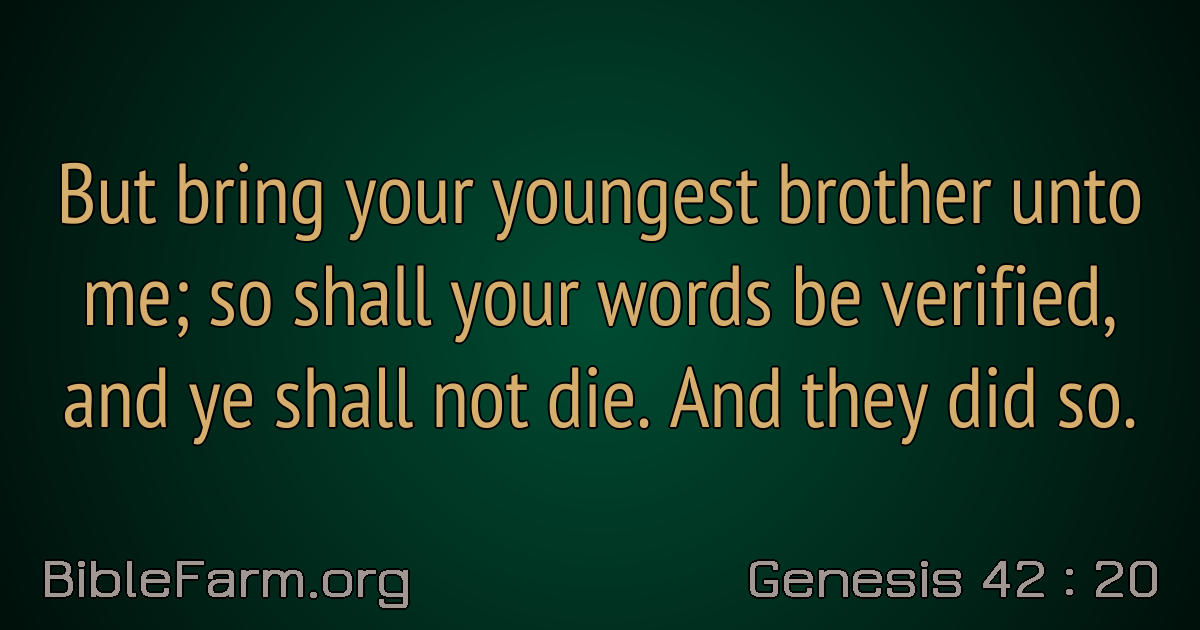 But bring your youngest brother unto
me; so shall your words be verified,
and ye shall not die. And they did so.
BibleFarm.org
Genesis 42 : 20